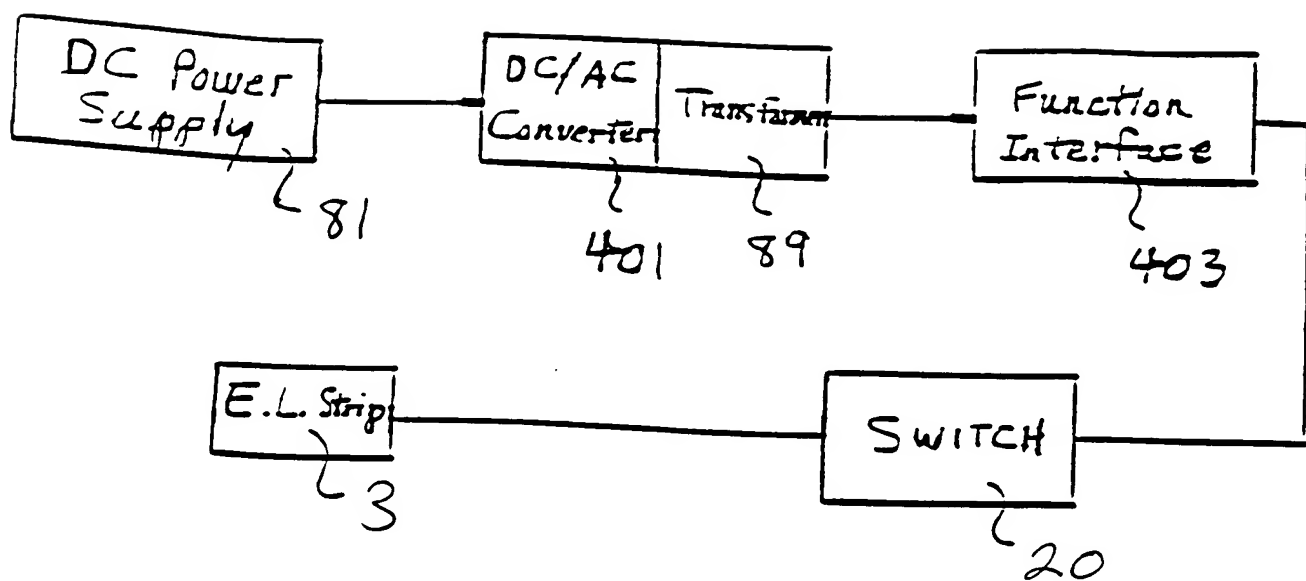 DC Power
Supply
81
DC/AC
Converter
401
Transformer
89
Function
Interface
403
E.L. Strip
3
SWITCH
20